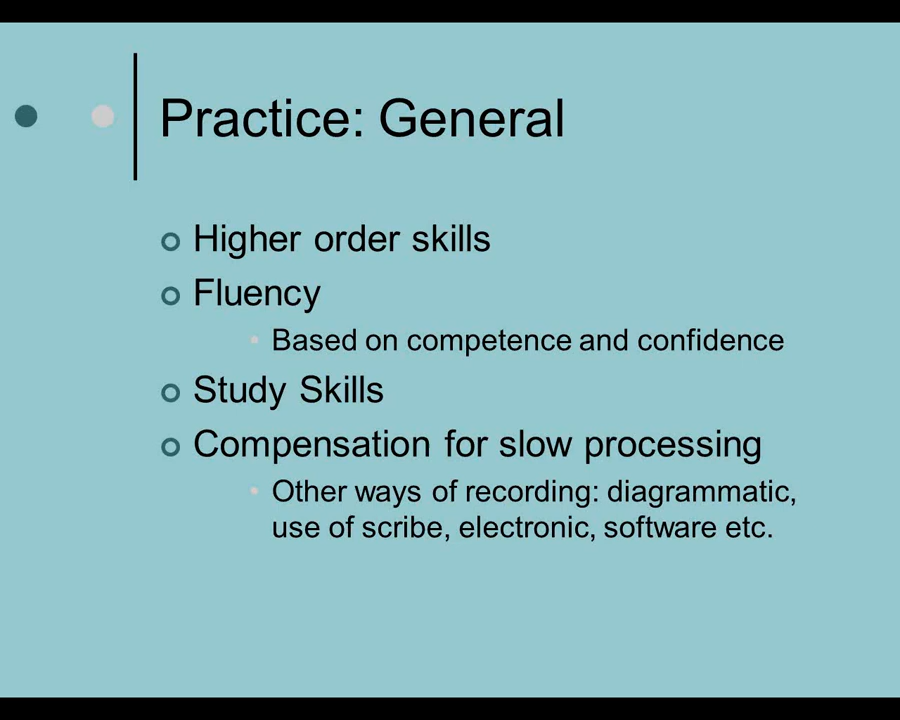 Practice: General
Higher order skills
Fluency
Based on competence and confidence
Study Skills
Compensation for slow processing
Other ways of recording: diagrammatic,
use of scribe, electronic, software etc.